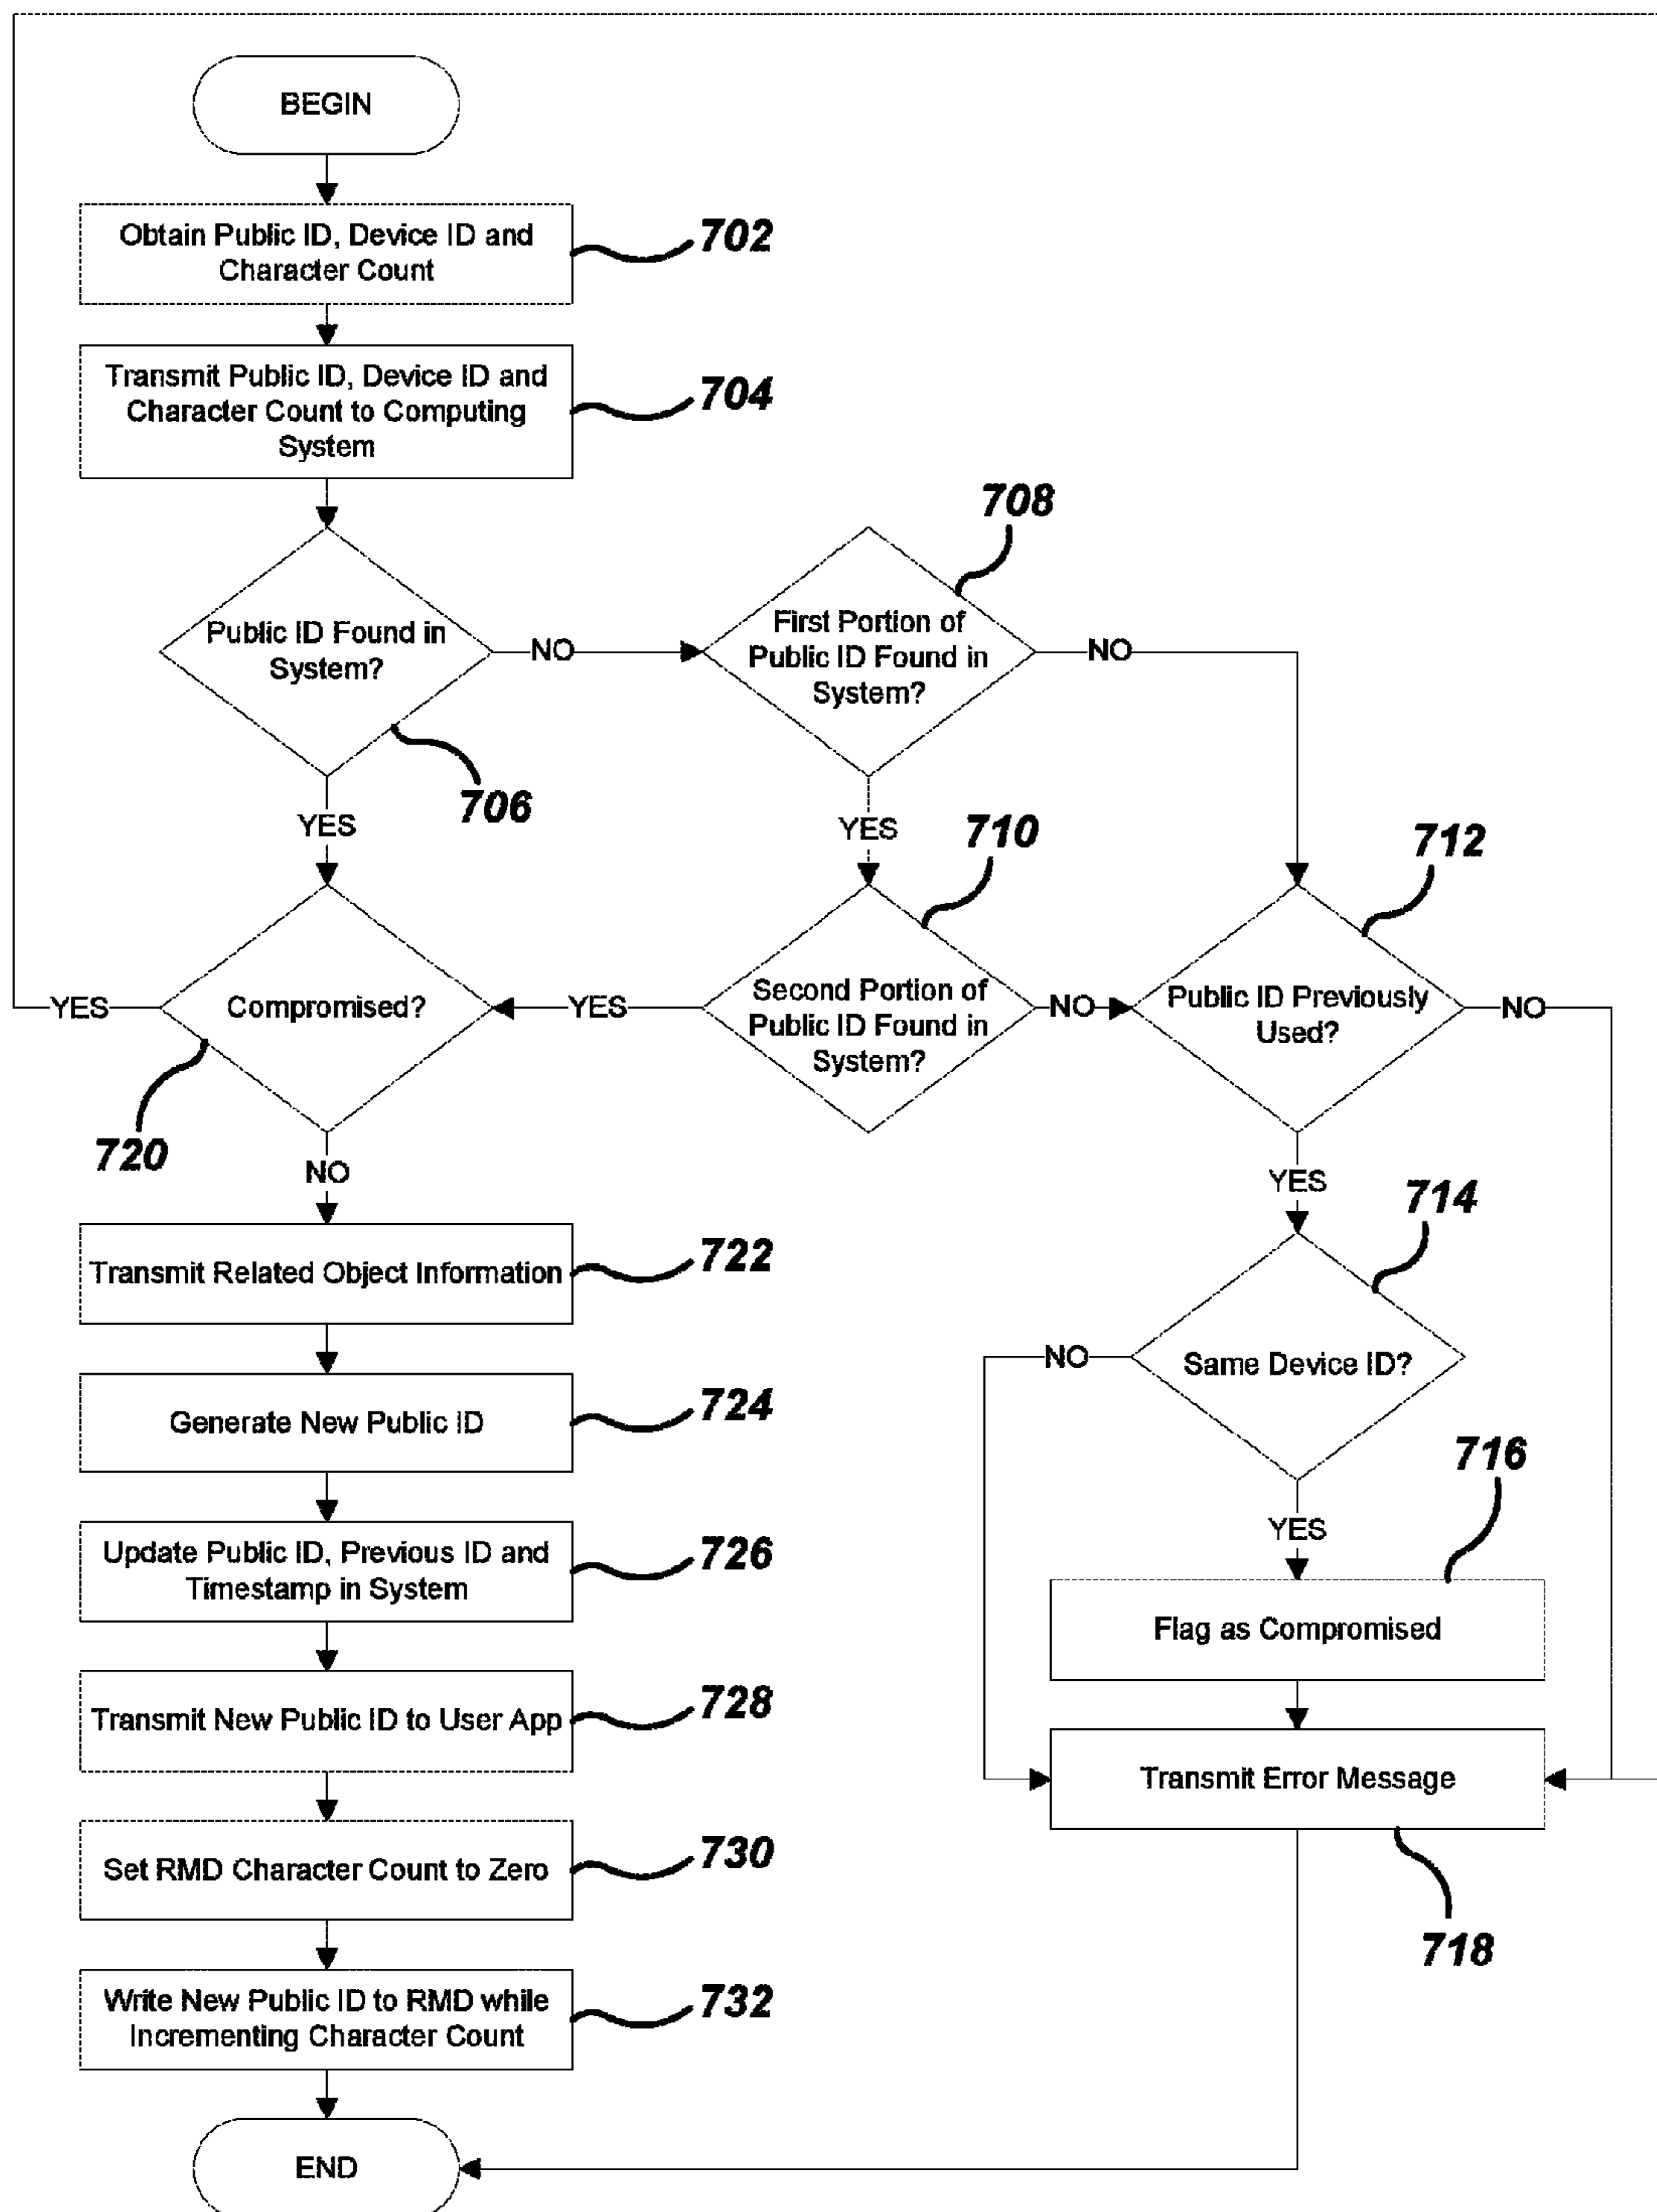 BEGIN
Obtain Public ID, Device ID and
Character Count
702
Transmit Public ID, Device ID and
Character Count to Computing
System
704
Public ID Found in
System?
706
NO
First Portion of
Public ID Found in
System?
708
NO
YES
YES
710
712
YES
Compromised?
720
YES
Second Portion of
Public ID Found in
System?
NO
Public ID Previously
Used?
NO
NO
YES
714
Transmit Related Object Information
722
NO
Same Device ID?
Generate New Public ID
724
YES
716
Update Public ID, Previous ID and
Timestamp in System
726
Flag as Compromised
Transmit New Public ID to User App
728
Transmit Error Message
718
Set RMD Character Count to Zero
730
Write New Public ID to RMD while
Incrementing Character Count
732
END